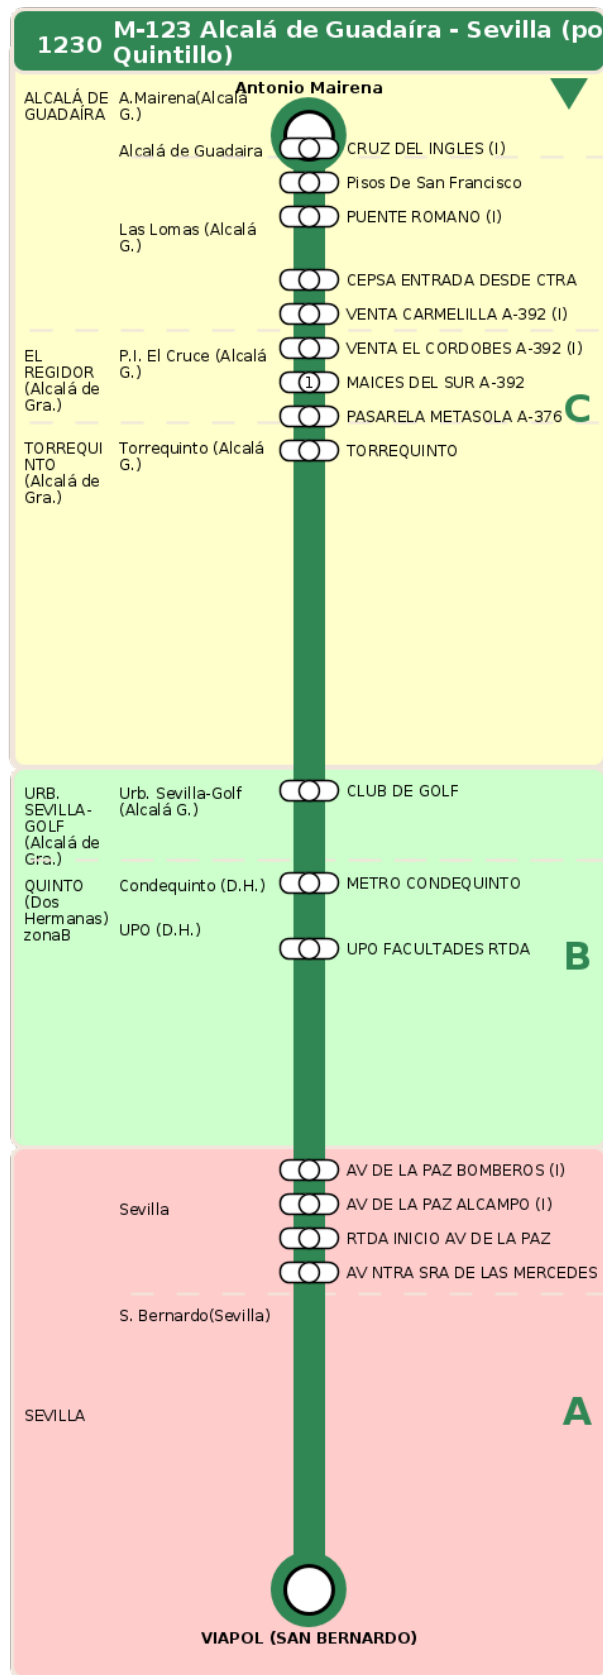 1230
M-123 Alcalá de Guadaíra - Sevilla (po
Quintillo)
Antonio Mairena
ALCALÁ DE
GUADAÍRA
A.Mairena(Alcalá
G.)
Alcalá de Guadaira
CRUZ DEL INGLES (I)
Pisos De San Francisco
PUENTE ROMANO (I)
Las Lomas (Alcalá
G.)
CEPSA ENTRADA DESDE CTRA
VENTA CARMELILLA A-392 (I)
EL
REGIDOR
(Alcalá de
Gra.)
P.I. El Cruce (Alcalá
G.)
VENTA EL CORDOBES A-392 (I)
1
MAICES DEL SUR A-392
PASARELA METASOLA A-376
C
TORREQUI
NTO
(Alcalá de
Gra.)
Torrequinto (Alcalá
G.)
TORREQUINTO
URB.
SEVILLA-
GOLF
(Alcalá de
Gra.)
Urb. Sevilla-Golf
(Alcalá G.)
CLUB DE GOLF
QUINTO
(Dos
Hermanas)
zonaB
Condequinto (D.H.)
METRO CONDEQUINTO
UPO (D.H.)
UPO FACULTADES RTDA
B
AV DE LA PAZ BOMBEROS (I)
AV DE LA PAZ ALCAMPO (I)
Sevilla
RTDA INICIO AV DE LA PAZ
AV NTRA SRA DE LAS MERCEDES
S. Bernardo(Sevilla)
SEVILLA
A
VIAPOL (SAN BERNARDO)